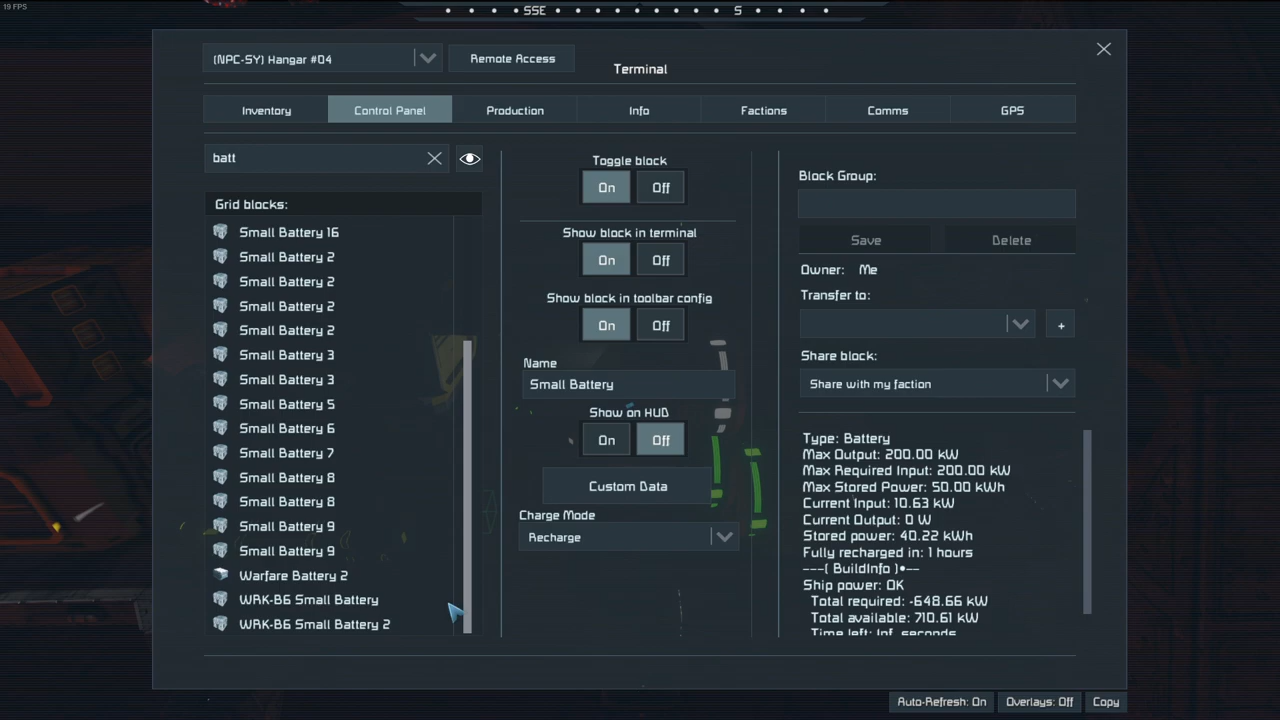 19 FPS
SSE
S
(NPC-SY) Hangar #04
Remote Access
Terminal
Inventory
Control Panel
Production
Info
Factions
Comms
GPS
batt
Grid blocks:
Small Battery 16
Small Battery 2
Small Battery 2
Small Battery 2
Small Battery 2
Small Battery 3
Small Battery 3
Small Battery 5
Small Battery 6
Small Battery 7
Small Battery 8
Small Battery 8
Small Battery 9
Small Battery 9
Warfare Battery 2
WRK-B6 Small Battery
WRK-B6 Small Battery 2
Toggle block
On Off
Show block in terminal
On Off
Show block in toolbar config
On Off
Name
Small Battery
Show on HUD
On Off
Custom Data
Charge Mode
Recharge
Block Group:
Save
Delete
Owner: Me
Transfer to:
+
Share block:
Share with my faction
Type: Battery
Max Output: 200.00 kW
Max Required Input: 200.00 kW
Max Stored Power: 50.00 kWh
Current Input: 10.63 kW
Current Output: 0 W
Stored power: 40.22 kWh
Fully recharged in: 1 hours
---( BuildInfo )•--
Ship power: OK
Total required: -648.66 kW
Total available: 710.61 kW
Time left: Inf. seconds
Auto-Refresh: On
Overlays: Off
Copy